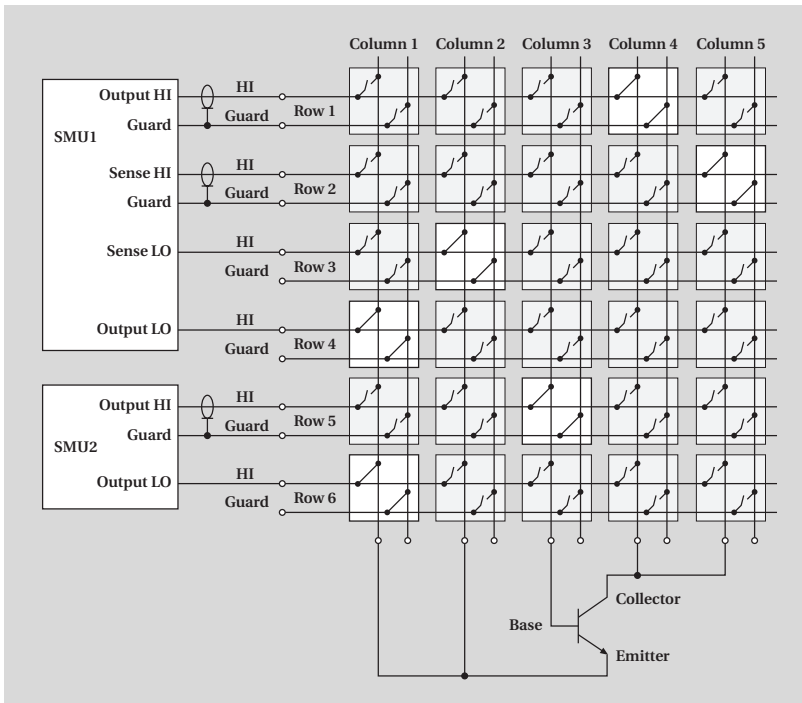 Column 1 Column 2 Column 3 Column 4 Column 5
Output HI HI
Guard Guard Row 1
SMU1
Sense HI HI
Guard Guard Row 2
Sense LO HI
Guard Row 3
Output LO HI
Guard Row 4
Output HI HI
Guard Guard Row 5
SMU2
Output LO HI
Guard Row 6
Collector
Base
Emitter